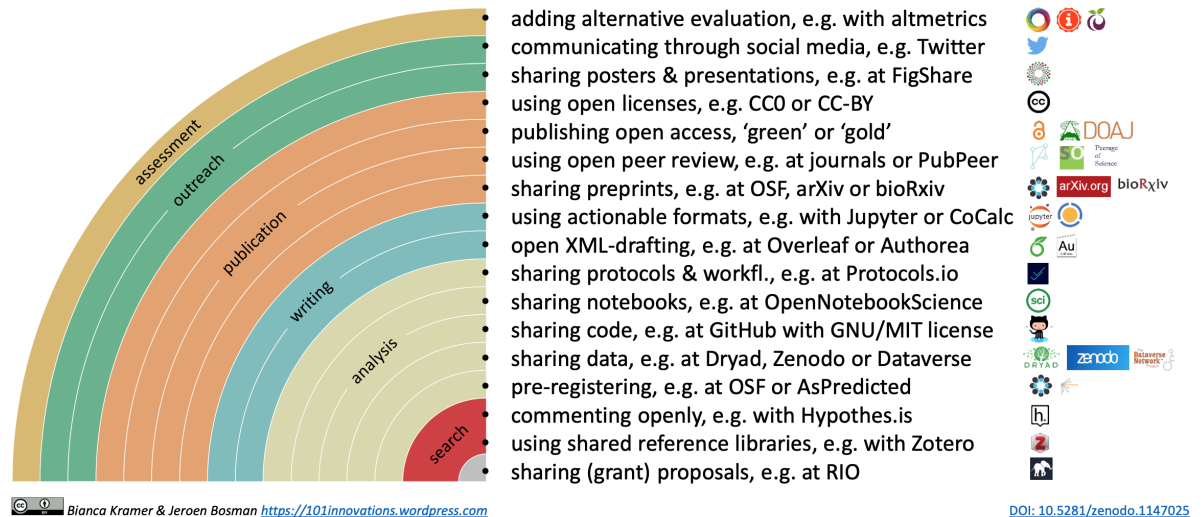 adding alternative evaluation, e.g. with altmetrics
communicating through social media, e.g. Twitter
sharing posters & presentations, e.g. at FigShare
using open licenses, e.g. CC0 or CC-BY
cc
publishing open access, ‘green’ or ‘gold’
DOAJ
using open peer review, e.g. at journals or PubPeer
SO
Peerage
of
Science
sharing preprints, e.g. at OSF, arXiv or bioRxiv
arXiv.org
bioRxiv
using actionable formats, e.g. with Jupyter or CoCalc
jupyter
open XML-drafting, e.g. at Overleaf or Authorea
Au
sharing protocols & workfl., e.g. at Protocols.io
sharing notebooks, e.g. at OpenNotebookScience
sci
sharing code, e.g. at GitHub with GNU/MIT license
sharing data, e.g. at Dryad, Zenodo or Dataverse
DRYAD
zenodo
The
Dataverse
Network
Project
pre-registering, e.g. at OSF or AsPredicted
commenting openly, e.g. with Hypothes.is
h.
using shared reference libraries, e.g. with Zotero
Z
sharing (grant) proposals, e.g. at RIO
assessment
outreach
publication
writing
analysis
search
cc BY
Bianca Kramer & Jeroen Bosman https://101innovations.wordpress.com
DOI: 10.5281/zenodo.1147025